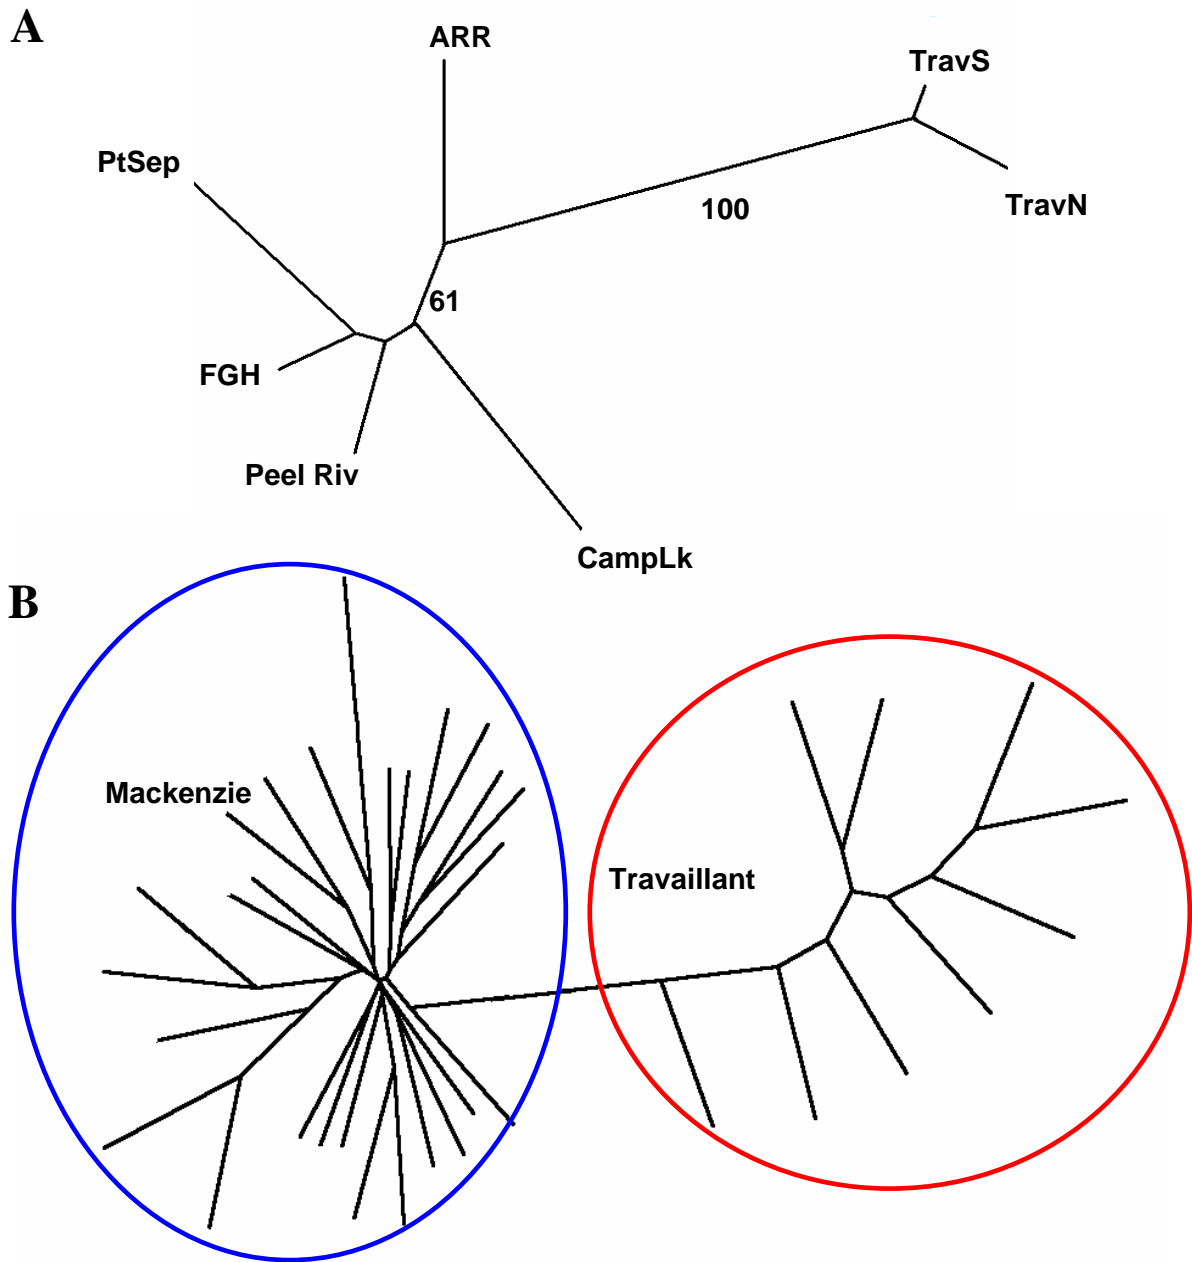 A
ARR
TravS
PtSep
TravN
100
61
FGH
Peel Riv
CampLk
B
Mackenzie
Travaillant